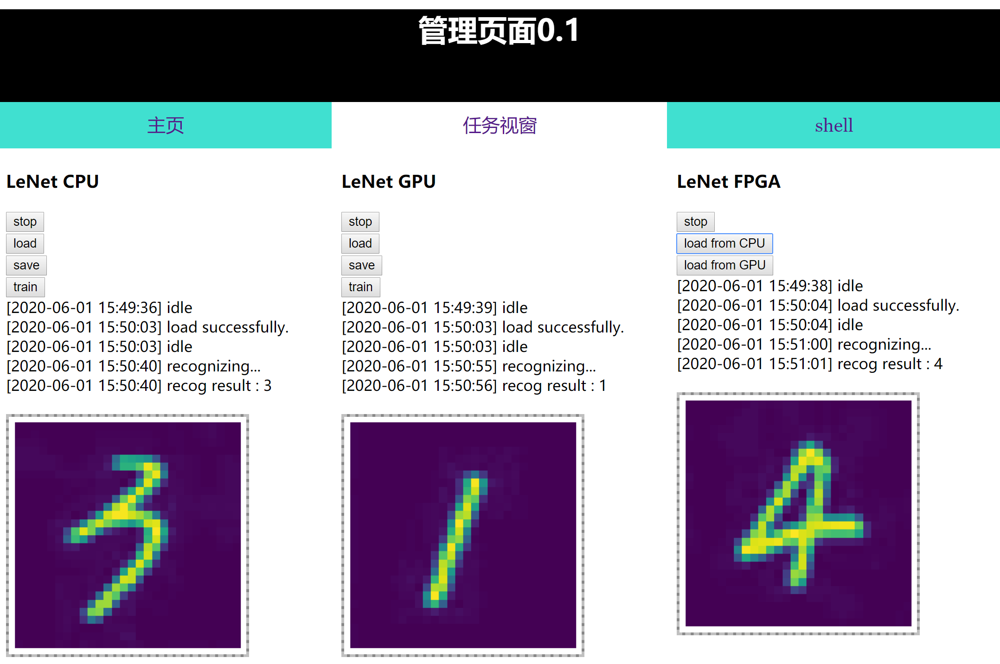 管理页面0.1
主页
任务视窗
shell
LeNet CPU
stop
load
save
train
[2020-06-01 15:49:36] idle
[2020-06-01 15:50:03] load successfully.
[2020-06-01 15:50:03] idle
[2020-06-01 15:50:40] recognizing...
[2020-06-01 15:50:40] recog result : 3
3
LeNet GPU
stop
load
save
train
[2020-06-01 15:49:39] idle
[2020-06-01 15:50:03] load successfully.
[2020-06-01 15:50:03] idle
[2020-06-01 15:50:55] recognizing...
[2020-06-01 15:50:56] recog result : 1
1
LeNet FPGA
stop
load from CPU
load from GPU
[2020-06-01 15:49:38] idle
[2020-06-01 15:50:04] load successfully.
[2020-06-01 15:50:04] idle
[2020-06-01 15:51:00] recognizing...
[2020-06-01 15:51:01] recog result : 4
4